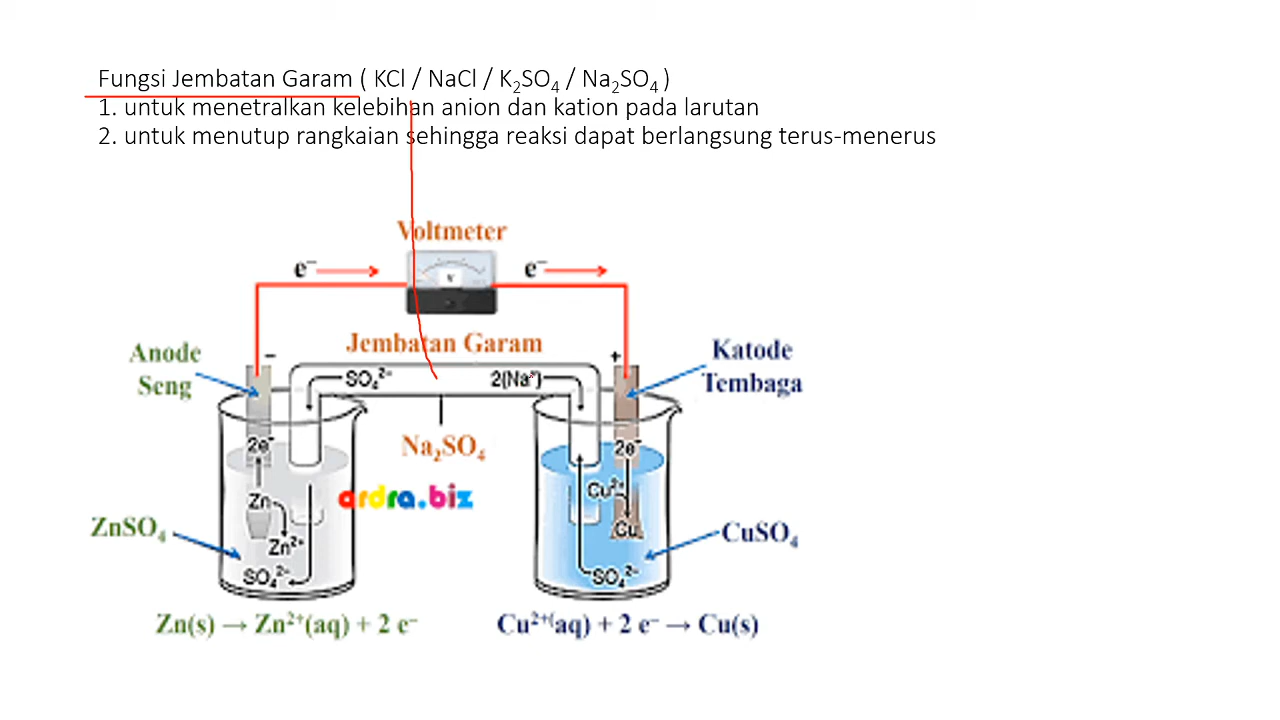 Fungsi Jembatan Garam ( KCl / NaCl / K₂SO₄ / Na₂SO₄ )
1. untuk menetralkan kelebihan anion dan kation pada larutan
2. untuk menutup rangkaian sehingga reaksi dapat berlangsung terus-menerus
Voltmeter
e⁻
e⁻
V
Jembatan Garam
Anode
Seng
−
+
Katode
Tembaga
SO₄²⁻
2(Na⁺)
Na₂SO₄
2e⁻
2e⁻
ardra.biz
Zn
Zn²⁺
SO₄²⁻
Cu²⁺
Cu
SO₄²⁻
ZnSO₄
CuSO₄
Zn(s) → Zn²⁺(aq) + 2 e⁻
Cu²⁺⁽aq) + 2 e⁻ → Cu(s)